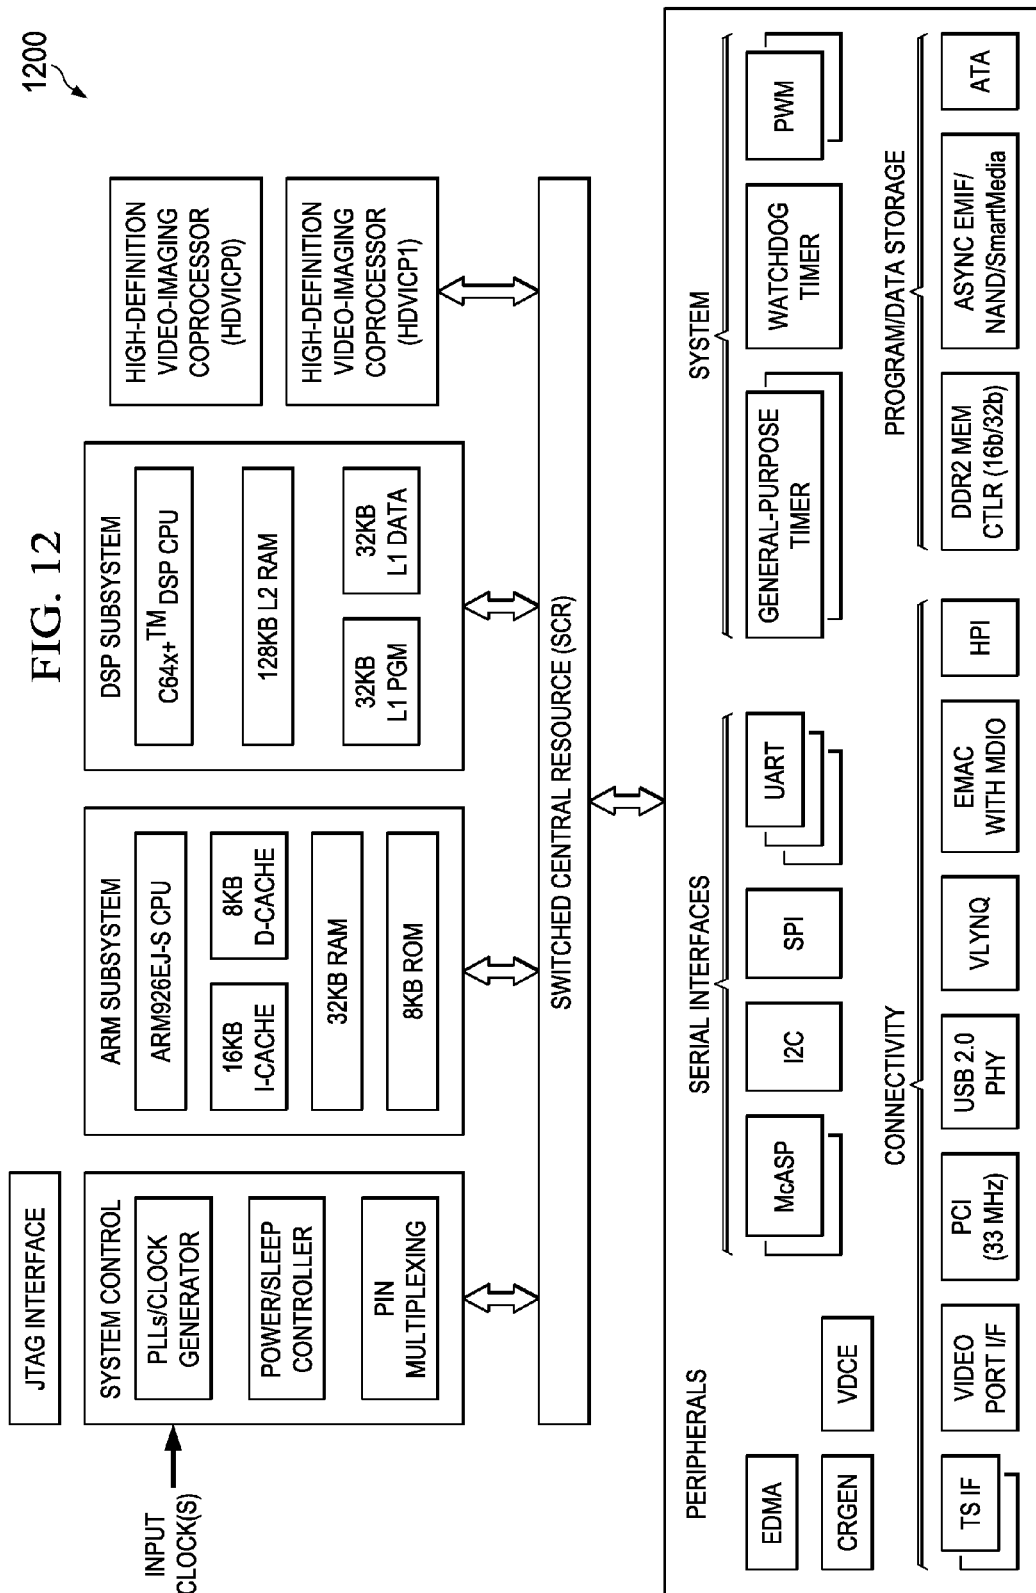 FIG. 12
1200
JTAG INTERFACE
INPUT
CLOCK(S)
SYSTEM CONTROL
PLLs/CLOCK
GENERATOR
POWER/SLEEP
CONTROLLER
PIN
MULTIPLEXING
ARM SUBSYSTEM
ARM926EJ-S CPU
16KB
I-CACHE
8KB
D-CACHE
32KB RAM
8KB ROM
DSP SUBSYSTEM
C64x+TM DSP CPU
128KB L2 RAM
32KB
L1 PGM
32KB
L1 DATA
HIGH-DEFINITION
VIDEO-IMAGING
COPROCESSOR
(HDVICP0)
HIGH-DEFINITION
VIDEO-IMAGING
COPROCESSOR
(HDVICP1)
SWITCHED CENTRAL RESOURCE (SCR)
PERIPHERALS
EDMA
CRGEN
VDCE
SERIAL INTERFACES
McASP
I2C
SPI
UART
SYSTEM
GENERAL-PURPOSE
TIMER
WATCHDOG
TIMER
PWM
CONNECTIVITY
TS IF
VIDEO
PORT I/F
PCI
(33 MHz)
USB 2.0
PHY
VLYNQ
EMAC
WITH MDIO
HPI
PROGRAM/DATA STORAGE
DDR2 MEM
CTLR (16b/32b)
ASYNC EMIF/
NAND/SmartMedia
ATA